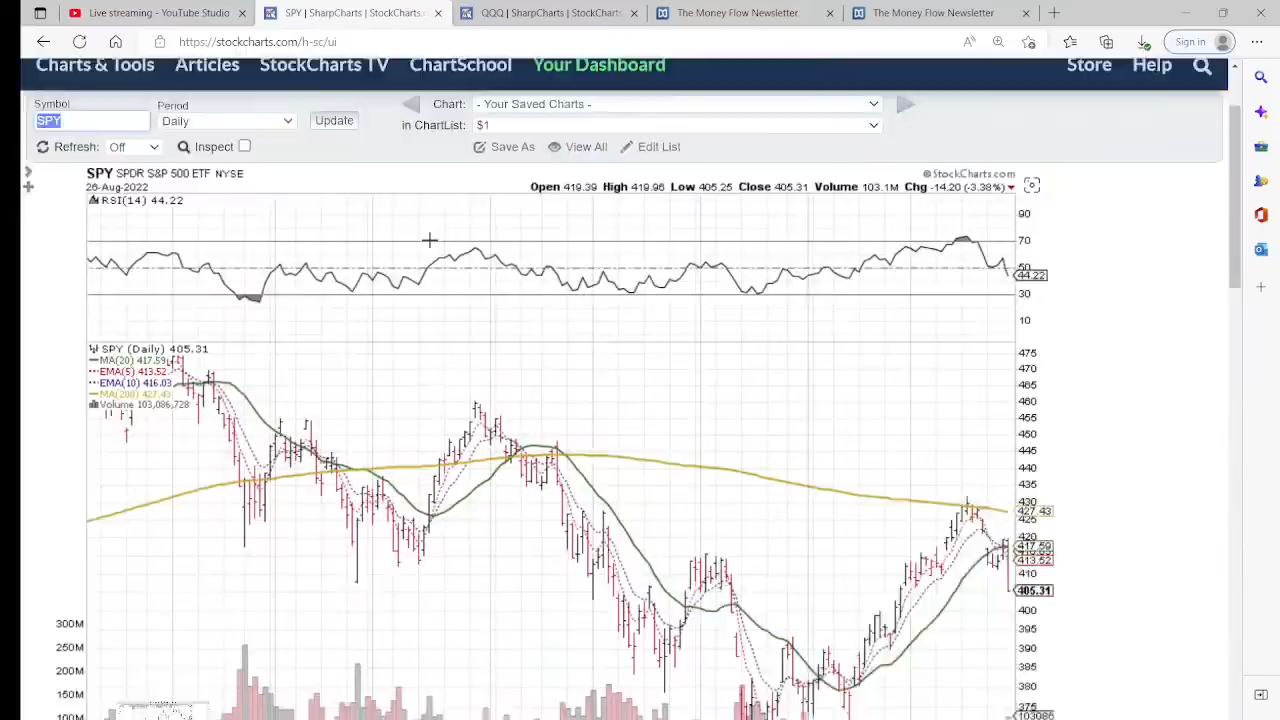 Live streaming - YouTube Studio
SPY | SharpCharts | StockCharts.c
QQQ | SharpCharts | StockCharts
The Money Flow Newsletter
The Money Flow Newsletter
https://stockcharts.com/h-sc/ui
Sign in
Charts & Tools Articles StockCharts TV ChartSchool Your Dashboard Store Help
Symbol Period Chart: - Your Saved Charts -
SPY Daily Update in ChartList: $1
Refresh: Off Inspect Save As View All Edit List
SPY SPDR S&P 500 ETF NYSE © StockCharts.com
26-Aug-2022 Open 419.39 High 419.96 Low 405.25 Close 405.31 Volume 103.1M Chg -14.20 (-3.38%)
RSI(14) 44.22
90
70
50
44.22
30
10
SPY (Daily) 405.31
MA(20) 417.59
EMA(5) 413.52
EMA(10) 416.03
MA(200) 427.43
Volume 103,086,728
475
470
465
460
455
450
445
440
435
430
427.43
425
420
417.59
413.52
410
405.31
400
395
390
385
380
375
300M
250M
200M
150M
100M
103086